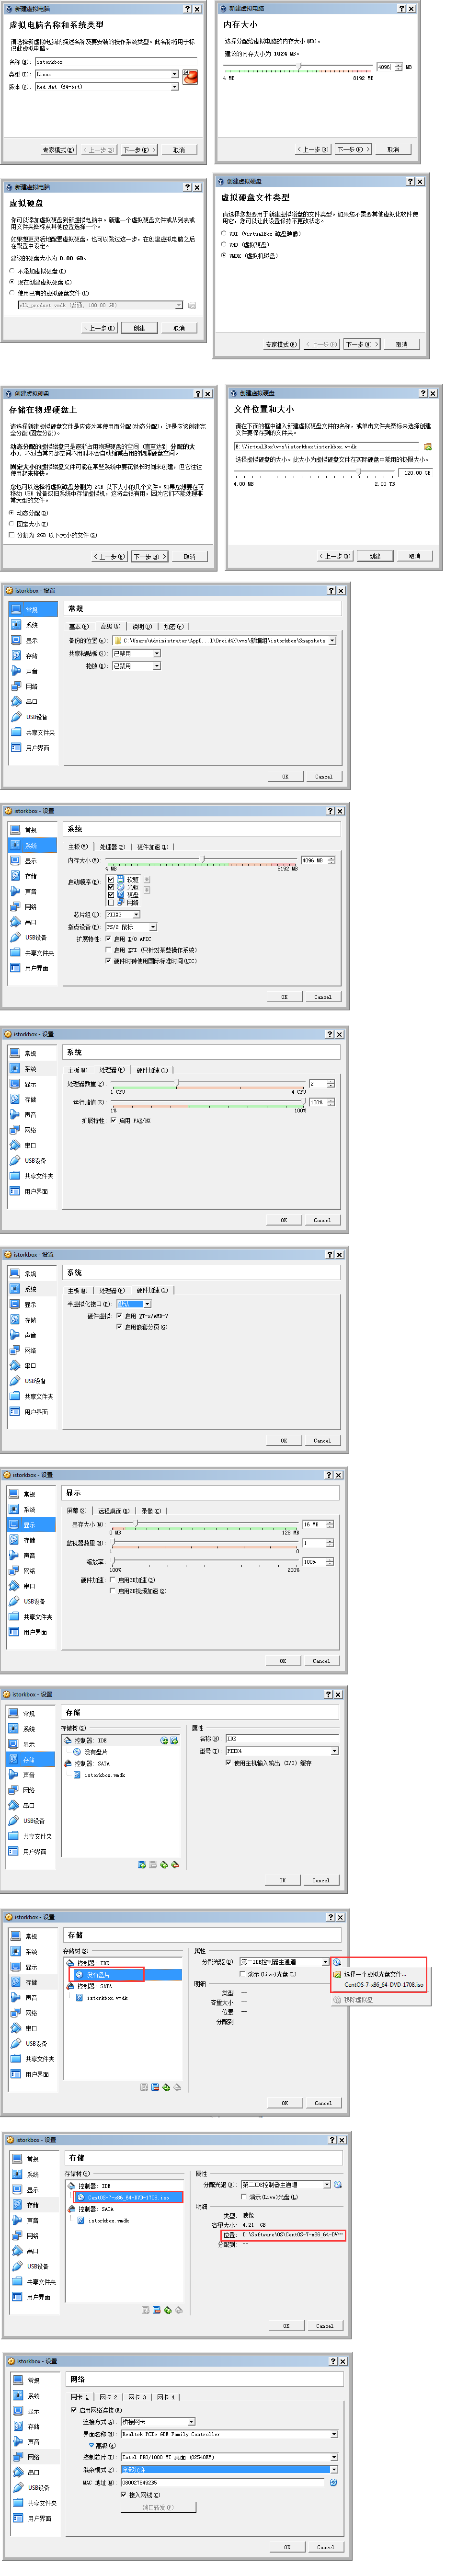 新建虚拟电脑
虚拟电脑名称和系统类型
请选择新虚拟电脑的描述名称及要安装的操作系统类型。此名称将用于标识此虚拟电脑。
名称(N): istorkbox
类型(T): Linux
版本(V): Red Hat (64-bit)
专家模式(E) < 上一步(B) 下一步(N) > 取消
新建虚拟电脑
内存大小
选择分配给虚拟电脑的内存大小(MB)。
建议的内存大小为 1024 MB。
4096 MB
4 MB 8192 MB
< 上一步(B) 下一步(N) > 取消
新建虚拟电脑
虚拟硬盘
你可以添加虚拟硬盘到新虚拟电脑中。新建一个虚拟硬盘文件或从列表或用文件夹图标从其他位置选择一个。
如果想更灵活地配置虚拟硬盘，也可以跳过这一步，在创建虚拟电脑之后在配置中设定。
建议的硬盘大小为 8.00 GB。
不添加虚拟硬盘(D)
现在创建虚拟硬盘(C)
使用已有的虚拟硬盘文件(U)
elk_product.vmdk (普通, 100.00 GB)
< 上一步(B) 创建 取消
创建虚拟硬盘
虚拟硬盘文件类型
请选择您想要用于新建虚拟磁盘的文件类型。如果您不需要其他虚拟化软件使用它，您可以让此设置保持不更改状态。
VDI (VirtualBox 磁盘映像)
VHD (虚拟硬盘)
VMDK (虚拟机磁盘)
专家模式(E) < 上一步(B) 下一步(N) > 取消
创建虚拟硬盘
存储在物理硬盘上
请选择新建虚拟硬盘文件是应该为其使用而分配(动态分配)，还是应该创建完全分配(固定分配)。
动态分配的虚拟磁盘只是逐渐占用物理硬盘的空间（直至达到 分配的大小），不过当其内部空间不用时不会自动缩减占用的物理硬盘空间。
固定大小的虚拟磁盘文件可能在某些系统中要花很长时间来创建，但它往往使用起来较快。
您也可以选择将虚拟磁盘分割为 2GB 以下大小的几个文件。如果您想要在可移动 USB 设备或旧系统中存储虚拟机，这将会很有用，因为它们不能处理非常大型的文件。
动态分配(D)
固定大小(F)
分割为 2GB 以下大小的文件(S)
< 上一步(B) 下一步(N) > 取消
创建虚拟硬盘
文件位置和大小
请在下面的框中键入新建虚拟硬盘文件的名称，或单击文件夹图标来选择创建文件要保存到的文件夹。
选择虚拟硬盘的大小。此大小为虚拟硬盘文件在实际硬盘中能用的极限大小。
120.00 GB
4.00 MB 2.00 TB
< 上一步(B) 创建 取消
istorkbox - 设置
常规
系统
显示
存储
声音
网络
串口
USB设备
共享文件夹
用户界面
常规
基本(B) 高级(A) 说明(D) 加密(E)
备份的位置(S): C:\Users\Administrator\AppD...l\Droid4X\vms\新编组\istorkbox\Snapshots
共享粘贴板(C): 已禁用
拖放(D): 已禁用
OK Cancel
istorkbox - 设置
常规
系统
显示
存储
声音
网络
串口
USB设备
共享文件夹
用户界面
系统
主板(M) 处理器(P) 硬件加速(L)
内存大小(M): 4096 MB
4 MB 8192 MB
启动顺序(B): 软驱
光驱
硬盘
网络
芯片组(C): PIIX3
指点设备(P): PS/2 鼠标
扩展特性: 启用 I/O APIC
启用 EFI (只针对某些操作系统)
硬件时钟使用国际标准时间(UTC)
OK Cancel
istorkbox - 设置
常规
系统
显示
存储
声音
网络
串口
USB设备
共享文件夹
用户界面
系统
主板(M) 处理器(P) 硬件加速(L)
处理器数量(P): 2
1 CPU 4 CPU
运行峰值(E): 100%
1% 100%
扩展特性: 启用 PAE/NX
OK Cancel
istorkbox - 设置
常规
系统
显示
存储
声音
网络
串口
USB设备
共享文件夹
用户界面
系统
主板(M) 处理器(P) 硬件加速(L)
半虚拟化接口(P): 默认
硬件虚拟: 启用 VT-x/AMD-V
启用嵌套分页(G)
OK Cancel
istorkbox - 设置
常规
系统
显示
存储
声音
网络
串口
USB设备
共享文件夹
用户界面
显示
屏幕(S) 远程桌面(R) 录像(C)
显存大小(M): 16 MB
0 MB 128 MB
监视器数量(N): 1
1 8
缩放率: 100%
100% 200%
硬件加速: 启用3D加速(3)
启用2D视频加速(2)
OK Cancel
istorkbox - 设置
常规
系统
显示
存储
声音
网络
串口
USB设备
共享文件夹
用户界面
存储
存储树(S)
控制器: IDE
没有盘片
控制器: SATA
istorkbox.vmdk
属性
名称(N): IDE
型号(T): PIIX4
使用主机输入输出 (I/O) 缓存
OK Cancel
istorkbox - 设置
常规
系统
显示
存储
声音
网络
串口
USB设备
共享文件夹
用户界面
存储
存储树(S)
控制器: IDE
没有盘片
控制器: SATA
istorkbox.vmdk
属性
分配光驱(D): 第二IDE控制器主通道
演示(Live)光盘(L)
明细
类型: --
容量大小: --
位置: --
分配到: --
选择一个虚拟光盘文件...
CentOS-7-x86_64-DVD-1708.iso
移除虚拟盘
OK Cancel
istorkbox - 设置
常规
系统
显示
存储
声音
网络
串口
USB设备
共享文件夹
用户界面
存储
存储树(S)
控制器: IDE
CentOS-7-x86_64-DVD-1708.iso
控制器: SATA
istorkbox.vmdk
属性
分配光驱(D): 第二IDE控制器主通道
演示(Live)光盘(L)
明细
类型: 映像
容量大小: 4.21 GB
位置: D:\Software\OS\CentOS-7-x86_64-DV…
分配到: --
OK Cancel
istorkbox - 设置
常规
系统
显示
存储
声音
网络
串口
USB设备
共享文件夹
用户界面
网络
网卡 1 网卡 2 网卡 3 网卡 4
启用网络连接(E)
连接方式(A): 桥接网卡
界面名称(N): Realtek PCIe GBE Family Controller
高级(d)
控制芯片(T): Intel PRO/1000 MT 桌面 (82540EM)
混杂模式(P): 全部允许
MAC 地址(M): 0800278492B5
接入网线(C)
端口转发(P)
OK Cancel